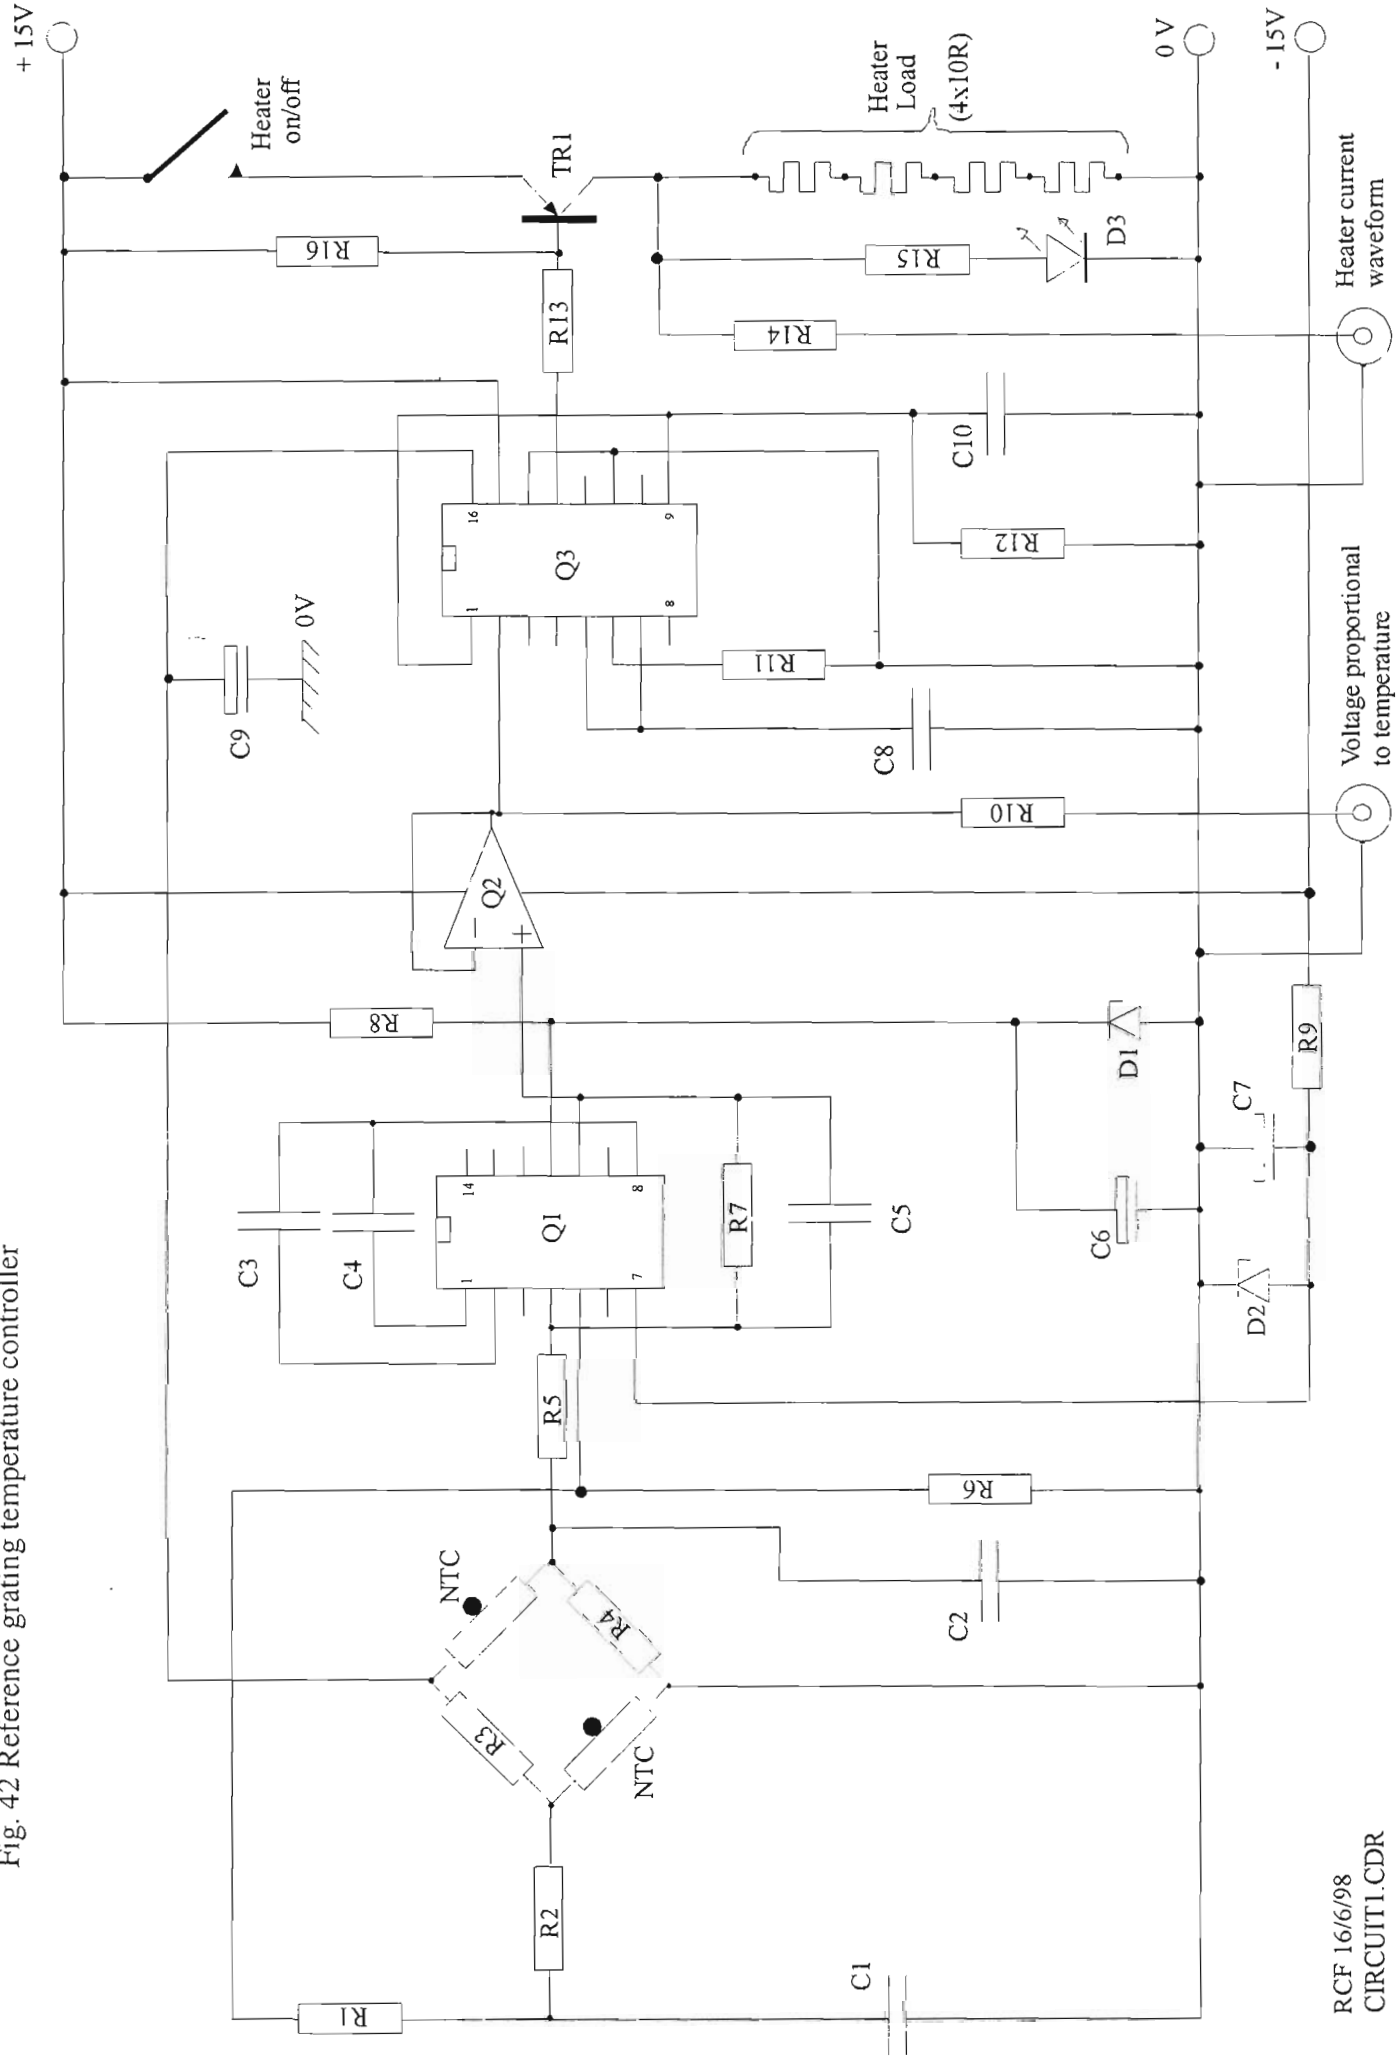 Fig. 42 Reference grating temperature controller
+ 15V
Heater
on/off
TR1
R16
R13
Heater
Load
(4x10R)
0 V
- 15V
R15
D3
R14
Heater current
waveform
C10
R12
16
9
Q3
1
8
C9
0V
R11
C8
Voltage proportional
to temperature
R10
Q2
−
+
R8
D1
R9
C7
C6
D2
C3
C4
14
8
Q1
1
7
R7
C5
R5
R6
NTC
R4
C2
R3
NTC
R2
R1
C1
RCF 16/6/98
CIRCUIT1.CDR